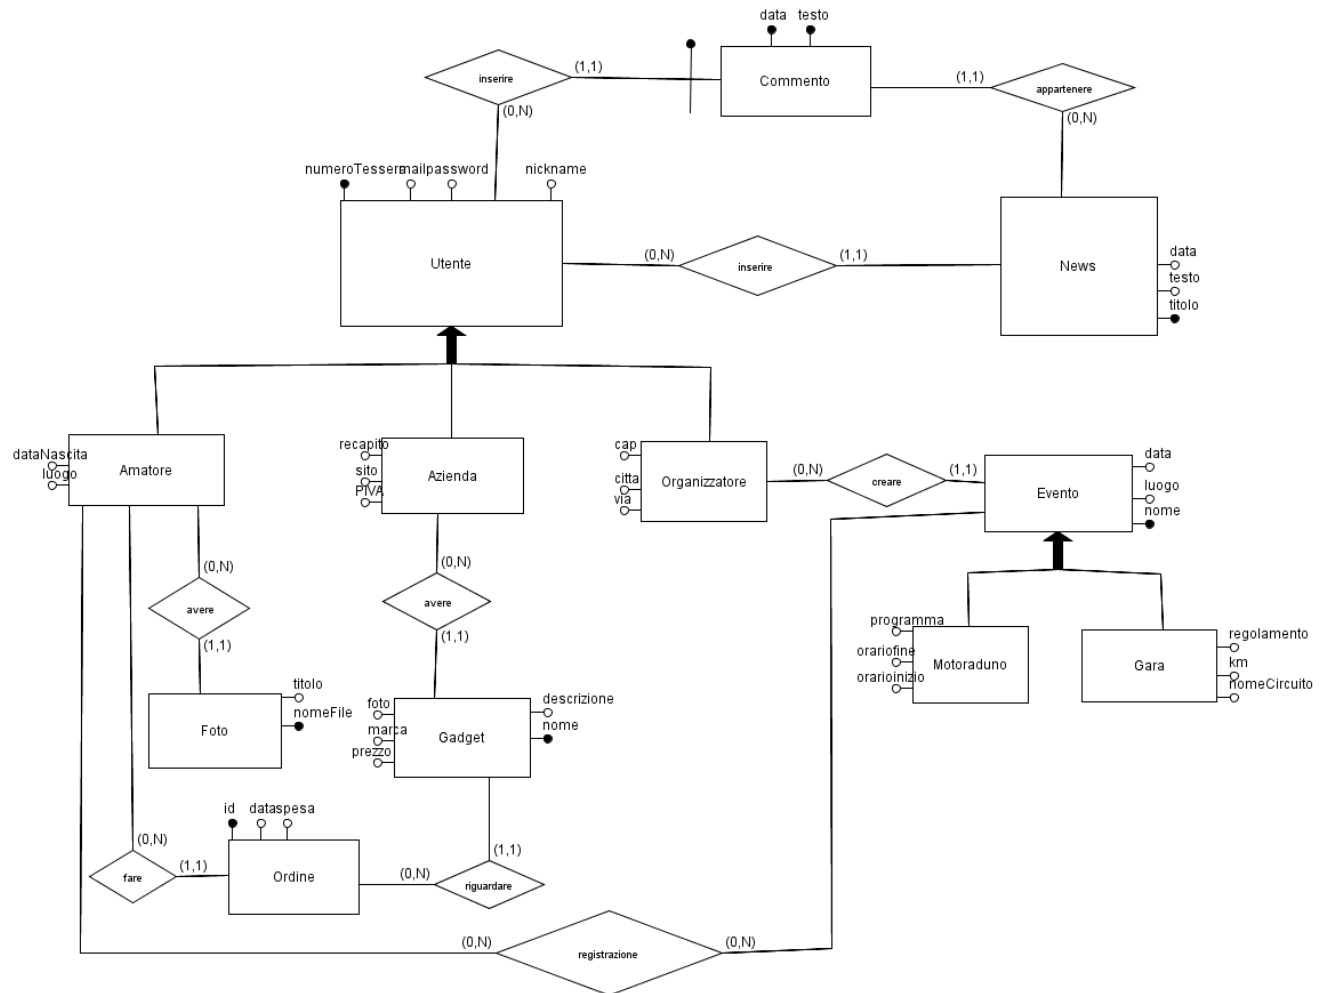 data testo
inserire (1,1) Commento (1,1) appartenere
(0,N) (0,N)
numeroTessera mail password nickname
Utente (0,N) inserire (1,1) News
data
testo
titolo
dataNascita
luogo
Amatore
recapito
sito
PIVA
Azienda
cap
citta
via
Organizzatore (0,N) creare (1,1) Evento
data
luogo
nome
(0,N) (0,N)
avere avere
(1,1) (1,1)
programma
orariofine
orarioinizio
Motoraduno
Gara
regolamento
km
nomeCircuito
titolo
nomeFile
Foto
foto
marca
prezzo
Gadget
descrizione
nome
id data spesa
(0,N) (1,1)
fare (1,1) Ordine (0,N) riguardare
(0,N) registrazione (0,N)